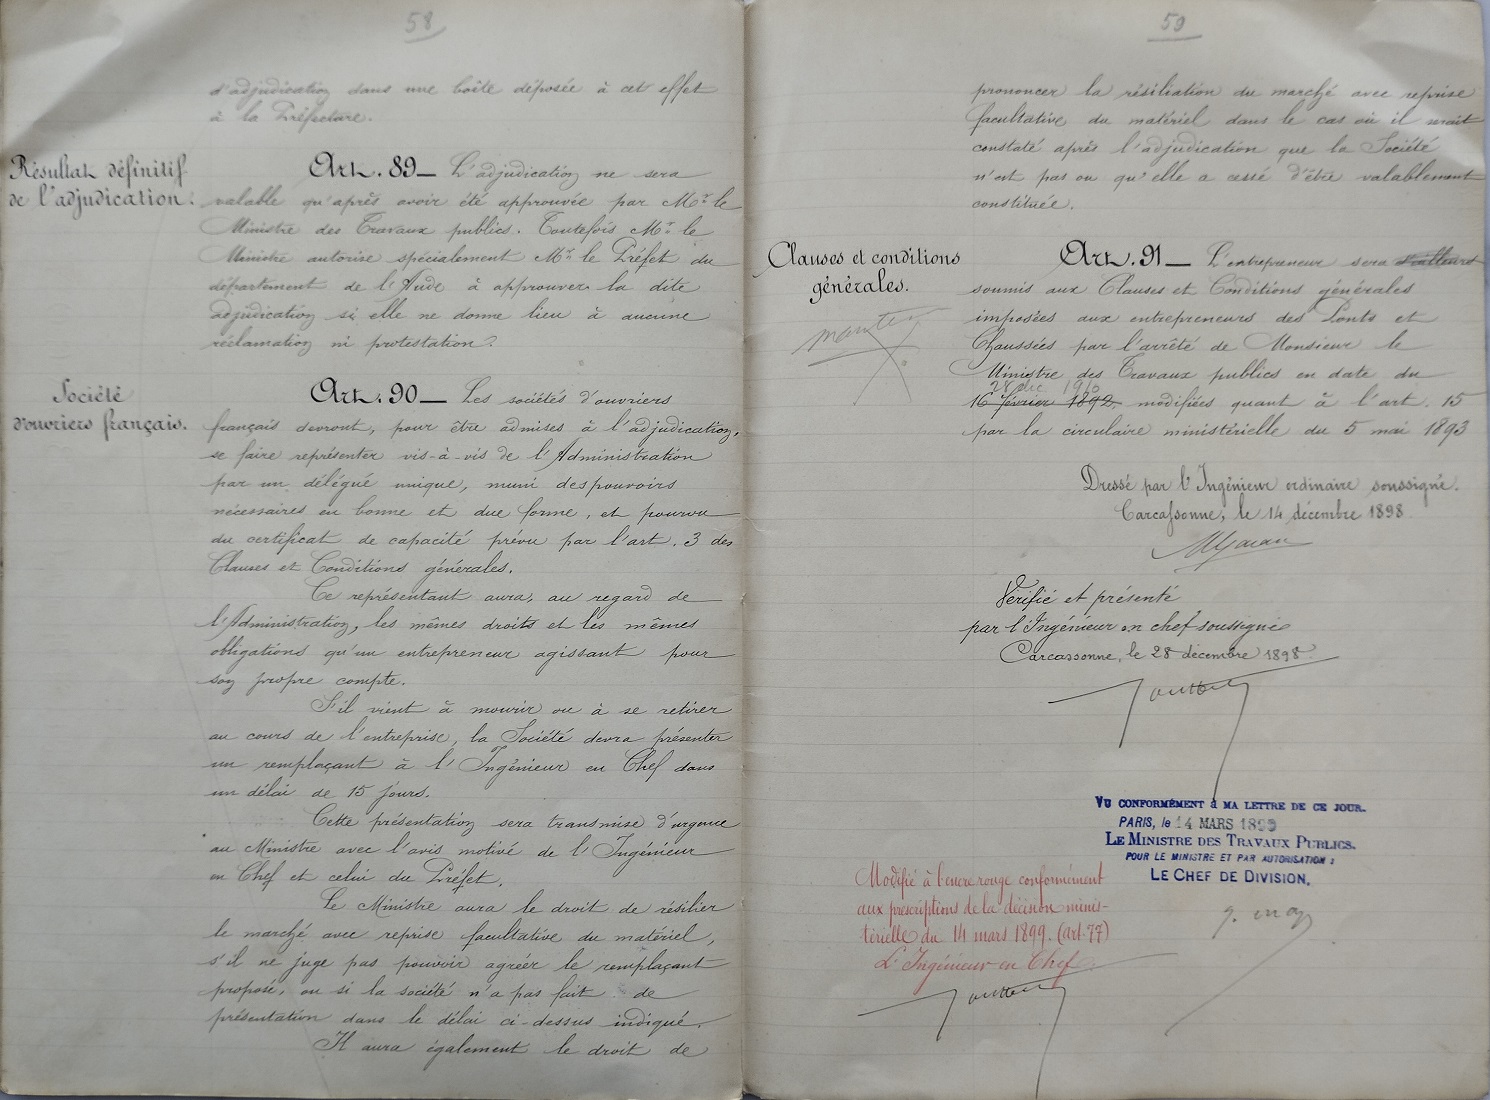 58
d'adjudication dans une boîte déposée à cet effet
à la Préfecture.
Résultat définitif
de l'adjudication.
Art. 89 — L'adjudication ne sera
valable qu'après avoir été approuvée par Mr. le
Ministre des Travaux publics. Toutefois Mr. le
Ministre autorise spécialement Mr. le Préfet du
département de l'Aude à approuver la dite
adjudication si elle ne donne lieu à aucune
réclamation ni protestation.
Société
d'ouvriers français.
Art. 90 — Les sociétés d'ouvriers
français devront, pour être admises à l'adjudication,
se faire représenter vis-à-vis de l'Administration
par un délégué unique, muni des pouvoirs
nécessaires en bonne et due forme, et pourvu
du certificat de capacité prévu par l'art. 3 des
Clauses et Conditions générales.
Ce représentant aura, au regard de
l'Administration, les mêmes droits et les mêmes
obligations qu'un entrepreneur agissant pour
son propre compte.
S'il vient à mourir ou à se retirer
au cours de l'entreprise, la Société devra présenter
un remplaçant à l'Ingénieur en Chef dans
un délai de 15 jours.
Cette présentation sera transmise d'urgence
au Ministre avec l'avis motivé de l'Ingénieur
en Chef et celui du Préfet.
Le Ministre aura le droit de résilier
le marché avec reprise facultative du matériel,
s'il ne juge pas pouvoir agréer le remplaçant
proposé, ou si la société n'a pas fait de
présentation dans le délai ci-dessus indiqué.
Il aura également le droit de
59
prononcer la résiliation du marché avec reprise
facultative du matériel dans le cas où il serait
constaté après l'adjudication que la Société
n'est pas ou qu'elle a cessé d'être valablement
constituée.
Clauses et conditions
générales.
Art. 91 — L'entrepreneur sera d'ailleurs
soumis aux Clauses et Conditions générales
imposées aux entrepreneurs des Ponts et
Chaussées par l'arrêté de Monsieur le
Ministre des Travaux publics en date du
28 déc 1910
16 février 1892, modifiées quant à l'art. 15
par la circulaire ministérielle du 5 mai 1893
Dressé par l'Ingénieur ordinaire soussigné.
Carcassonne, le 14 décembre 1898.
Vérifié et présenté
par l'Ingénieur en chef soussigné
Carcassonne, le 28 décembre 1898
VU CONFORMÉMENT à MA LETTRE DE CE JOUR.
PARIS, le 14 MARS 1899
LE MINISTRE DES TRAVAUX PUBLICS.
POUR LE MINISTRE ET PAR AUTORISATION :
LE CHEF DE DIVISION,
Modifié à l'encre rouge conformément
aux prescriptions de la décision minis-
térielle du 14 mars 1899. (art. 77)
L'Ingénieur en Chef